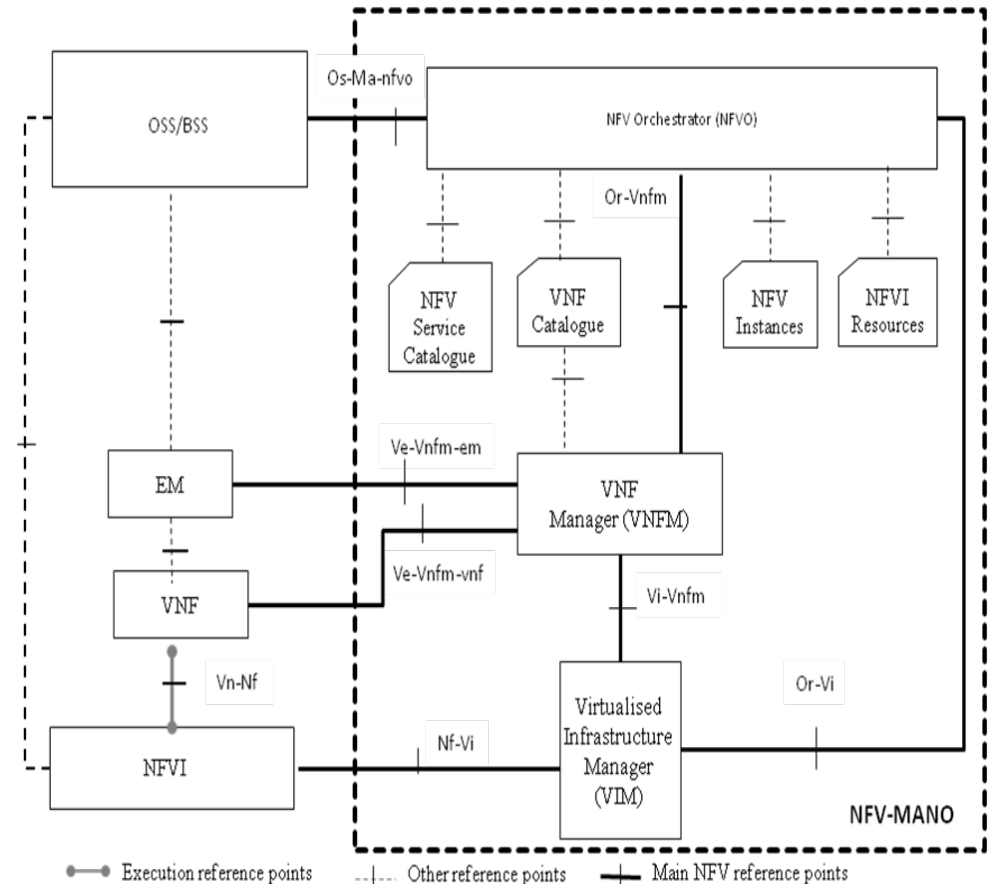 Os-Ma-nfvo
OSS/BSS
NFV Orchestrator (NFVO)
Or-Vnfm
NFV
Service
Catalogue
VNF
Catalogue
NFV
Instances
NFVI
Resources
Ve-Vnfm-em
EM
VNF
Manager (VNFM)
Ve-Vnfm-vnf
VNF
Vi-Vnfm
Vn-Nf
Or-Vi
Virtualised
Infrastructure
Manager
(VIM)
Nf-Vi
NFVI
NFV-MANO
Execution reference points
Other reference points
Main NFV reference points